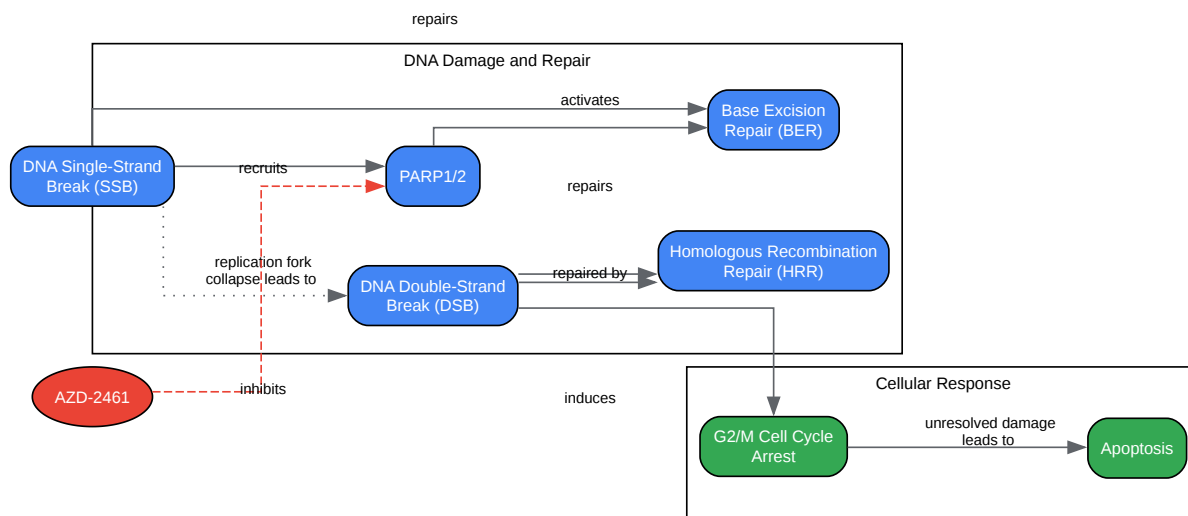 repairs
DNA Damage and Repair
activates
Base Excision
Repair (BER)
DNA Single-Strand
Break (SSB)
recruits
PARP1/2
repairs
Homologous Recombination
Repair (HRR)
replication fork
collapse leads to
repaired by
DNA Double-Strand
Break (DSB)
AZD-2461
inhibits
induces
Cellular Response
G2/M Cell Cycle
Arrest
unresolved damage
leads to
Apoptosis